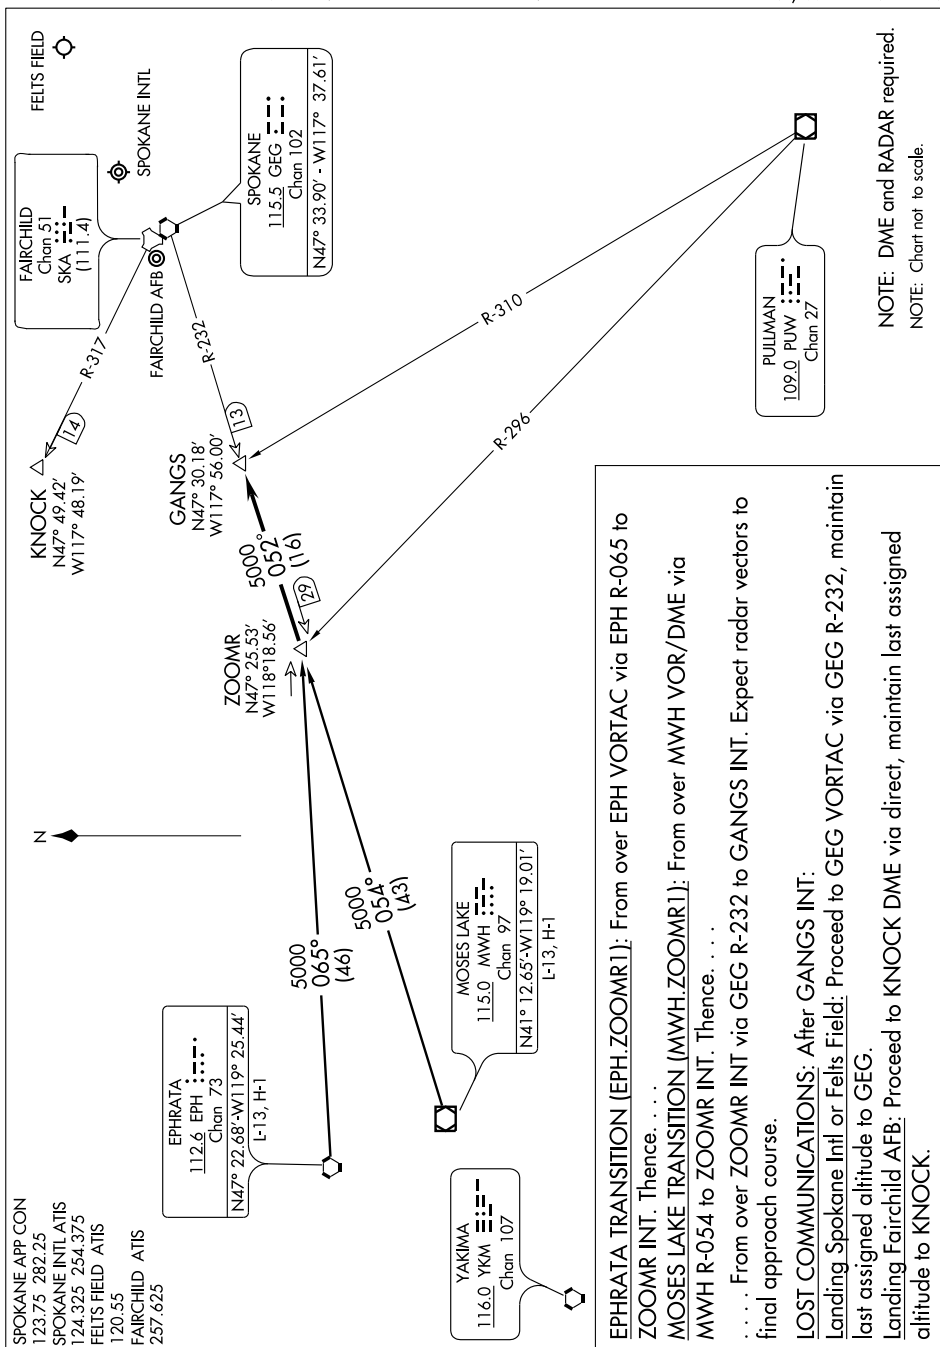 SPOKANE APP CON
123.75 282.25
SPOKANE INTL ATIS
124.325 254.375
FELTS FIELD ATIS
120.55
FAIRCHILD ATIS
257.625
EPHRATA
112.6 EPH
Chan 73
N47° 22.68'-W119° 25.44'
L-13, H-1
YAKIMA
116.0 YKM
Chan 107
MOSES LAKE
115.0 MWH
Chan 97
N41° 12.65'-W119° 19.01'
L-13, H-1
5000
065°
(46)
5000
054°
(43)
N
ZOOMR
N47° 25.53'
W118°18.56'
29
5000
052°
(16)
GANGS
N47° 30.18'
W117° 56.00'
13
KNOCK
N47° 49.42'
W117° 48.19'
14
R-317
R-232
R-310
R-296
FAIRCHILD AFB
FAIRCHILD
Chan 51
SKA
(111.4)
SPOKANE
115.5 GEG
Chan 102
N47° 33.90' - W117° 37.61'
FELTS FIELD
SPOKANE INTL
PULLMAN
109.0 PUW
Chan 27
NOTE: DME and RADAR required.
NOTE: Chart not to scale.
EPHRATA TRANSITION (EPH.ZOOMR1): From over EPH VORTAC via EPH R-065 to
ZOOMR INT. Thence. . . .
MOSES LAKE TRANSITION (MWH.ZOOMR1): From over MWH VOR/DME via
MWH R-054 to ZOOMR INT. Thence. . . .
. . . . From over ZOOMR INT via GEG R-232 to GANGS INT. Expect radar vectors to
final approach course.
LOST COMMUNICATIONS: After GANGS INT:
Landing Spokane Intl or Felts Field: Proceed to GEG VORTAC via GEG R-232, maintain
last assigned altitude to GEG.
Landing Fairchild AFB: Proceed to KNOCK DME via direct, maintain last assigned
altitude to KNOCK.